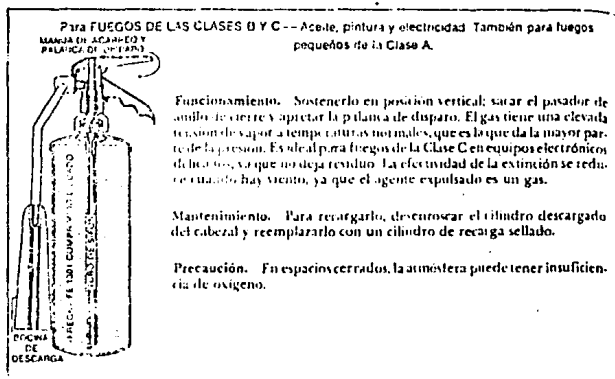 Para FUEGOS DE LAS CLASES B Y C -- Aceite, pintura y electricidad. También para fuegos
pequeños de la Clase A.
MANIJA DE ACARREO Y
PALANCA DE DISPARO
Funcionamiento. Sostenerlo en posición vertical; sacar el pasador de
anillo de cierre y apretar la palanca de disparo. El gas tiene una elevada
tensión de vapor a temperaturas normales, que es la que da la mayor par-
te de la presión. Es ideal para fuegos de la Clase C en equipos electrónicos
delicados, ya que no deja residuo. La efectividad de la extinción se redu-
ce cuando hay viento, ya que el agente expulsado es un gas.
Mantenimiento. Para recargarlo, desenroscar el cilindro descargado
del cabezal y reemplazarlo con un cilindro de recarga sellado.
Precaución. En espacios cerrados, la atmósfera puede tener insuficien-
cia de oxígeno.
BOCINA
DE
DESCARGA